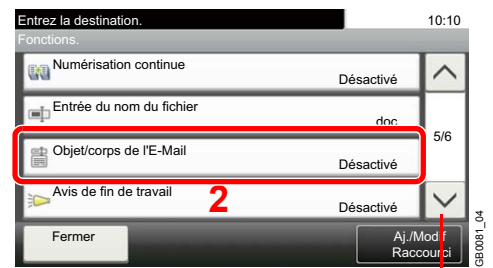 Entrez la destination.
10:10
Fonctions.
Numérisation continue
Désactivé
Entrée du nom du fichier
doc
5/6
Objet/corps de l'E-Mail
Désactivé
Avis de fin de travail
2
Désactivé
Fermer
Aj./Modif
Raccourci
GB0081_04